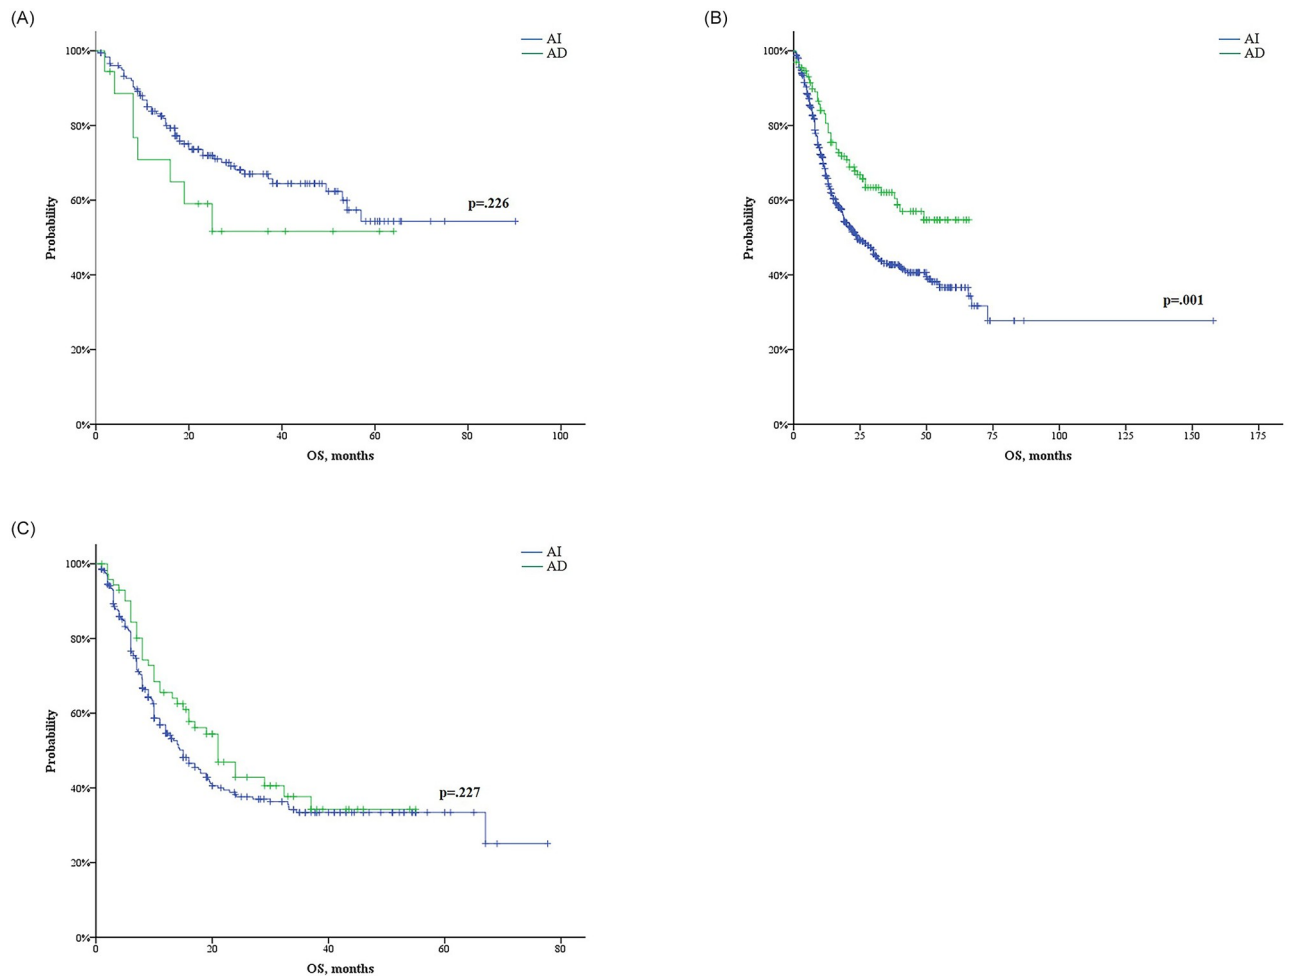 (A)
AI
AD
100%
80%
60%
40%
20%
0%
Probability
p=.226
0 20 40 60 80 100
OS, months
(B)
AI
AD
100%
80%
60%
40%
20%
0%
Probability
p=.001
0 25 50 75 100 125 150 175
OS, months
(C)
AI
AD
100%
80%
60%
40%
20%
0%
Probability
p=.227
0 20 40 60 80
OS, months